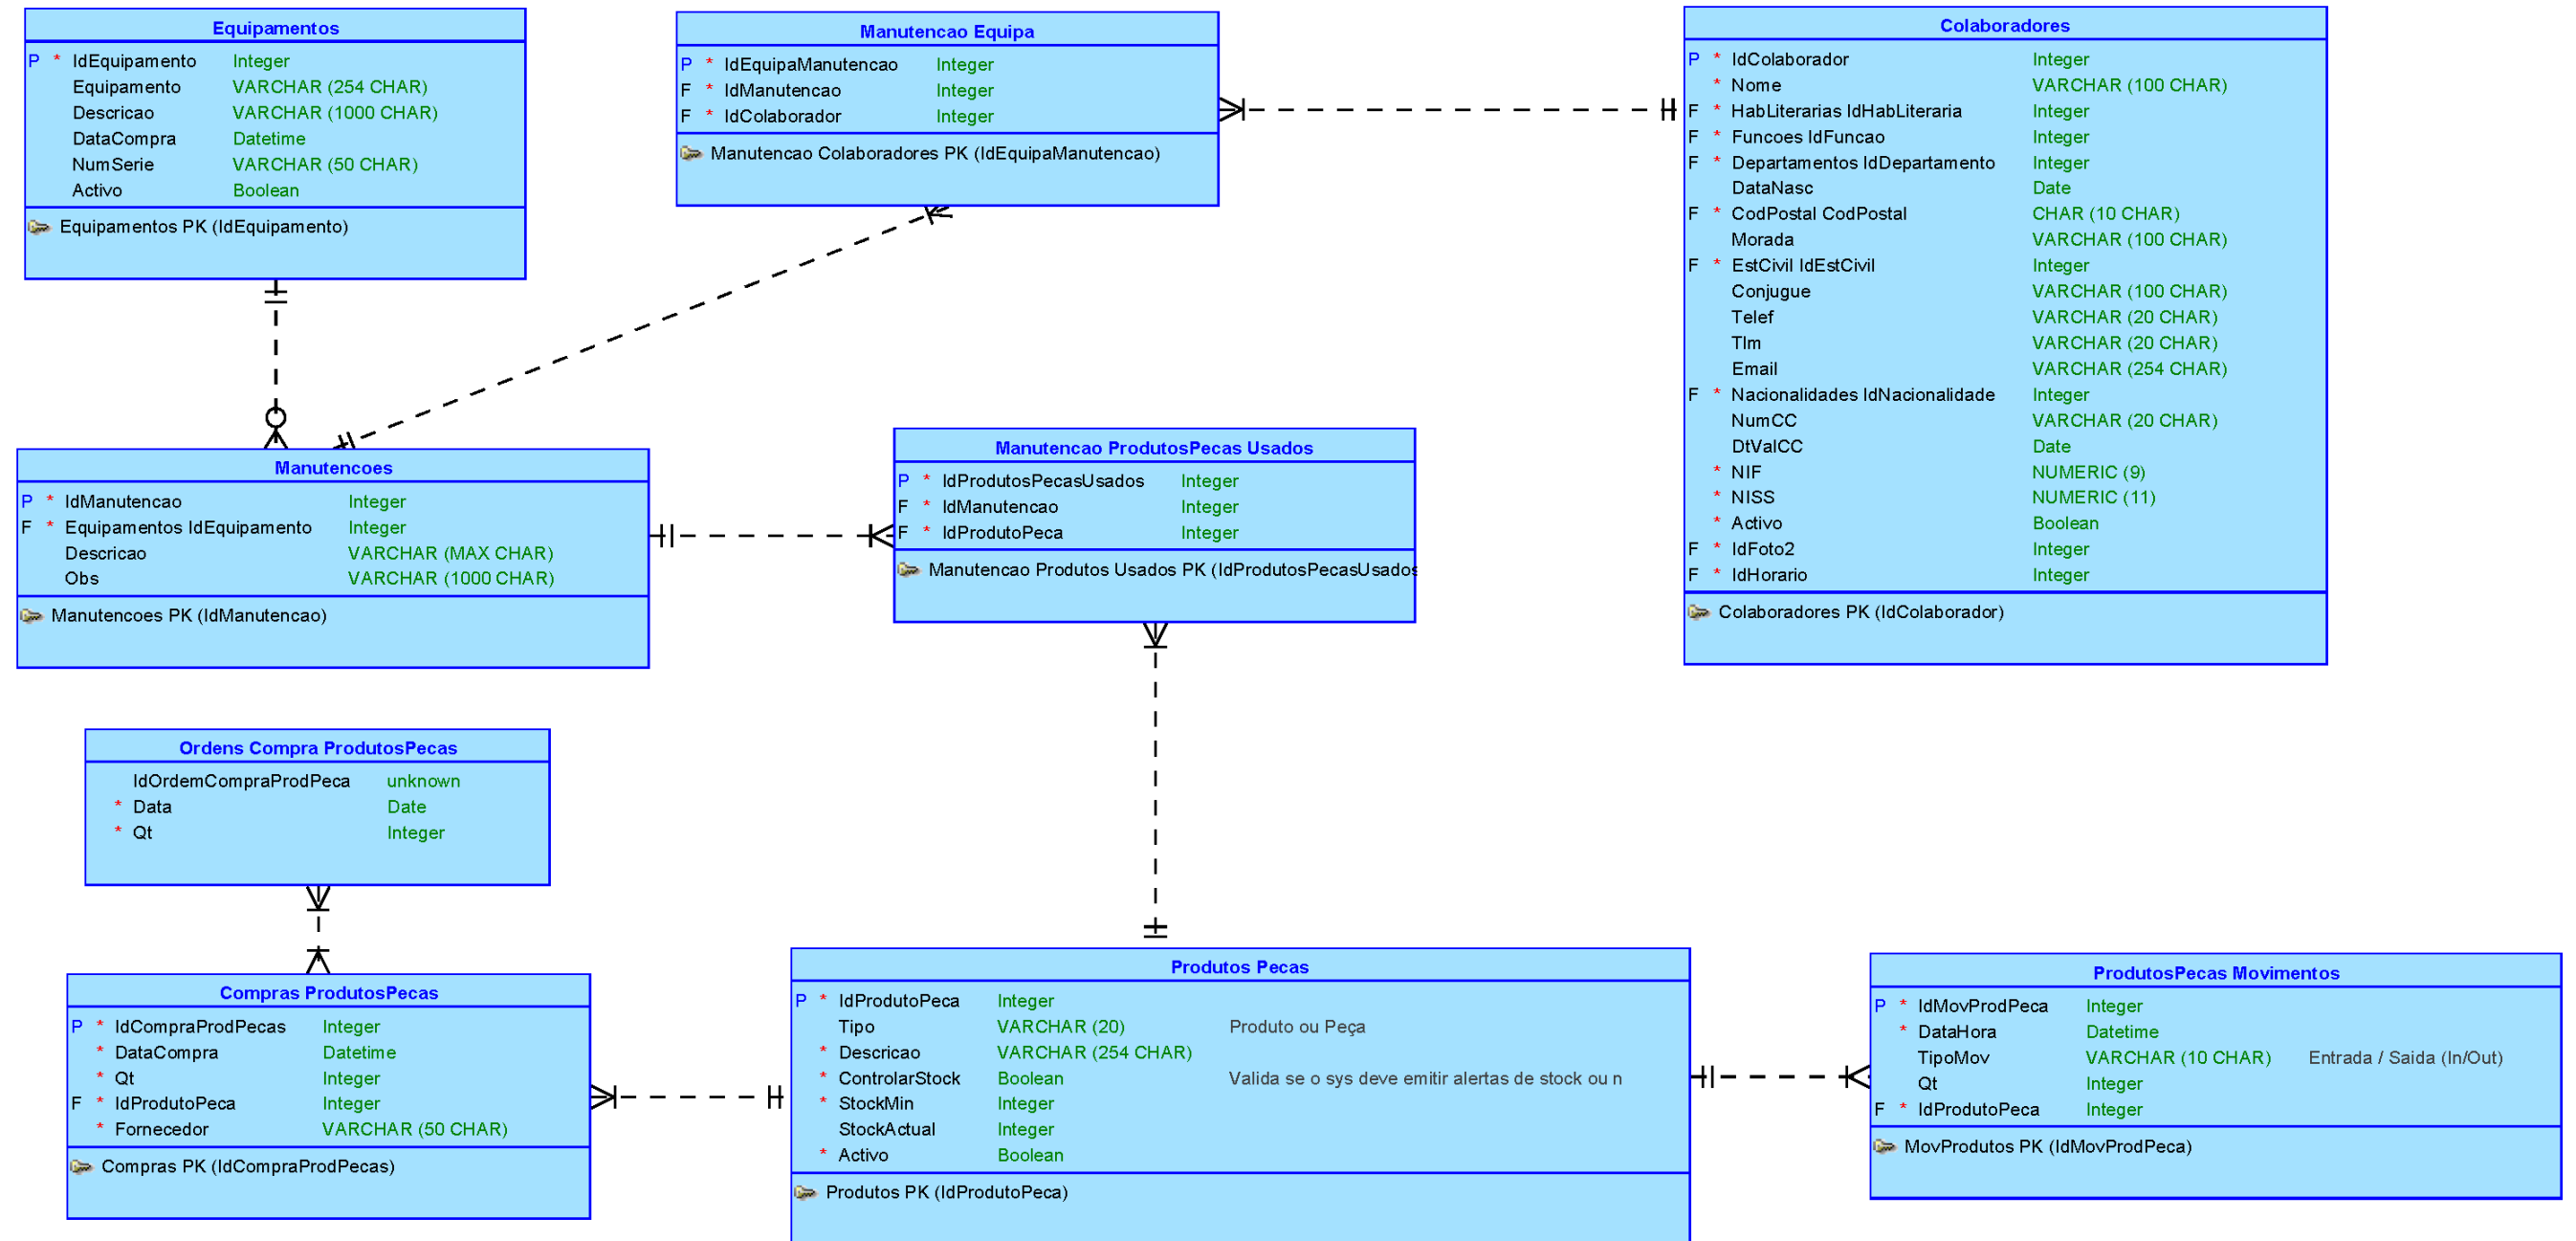 Equipamentos
P * IdEquipamento Integer
Equipamento VARCHAR (254 CHAR)
Descricao VARCHAR (1000 CHAR)
DataCompra Datetime
NumSerie VARCHAR (50 CHAR)
Activo Boolean
Equipamentos PK (IdEquipamento)
Manutencao Equipa
P * IdEquipaManutencao Integer
F * IdManutencao Integer
F * IdColaborador Integer
Manutencao Colaboradores PK (IdEquipaManutencao)
Colaboradores
P * IdColaborador Integer
* Nome VARCHAR (100 CHAR)
F * HabLiterarias IdHabLiteraria Integer
F * Funcoes IdFuncao Integer
F * Departamentos IdDepartamento Integer
DataNasc Date
F * CodPostal CodPostal CHAR (10 CHAR)
Morada VARCHAR (100 CHAR)
F * EstCivil IdEstCivil Integer
Conjugue VARCHAR (100 CHAR)
Telef VARCHAR (20 CHAR)
Tlm VARCHAR (20 CHAR)
Email VARCHAR (254 CHAR)
F * Nacionalidades IdNacionalidade Integer
NumCC VARCHAR (20 CHAR)
DtValCC Date
* NIF NUMERIC (9)
* NISS NUMERIC (11)
* Activo Boolean
F * IdFoto2 Integer
F * IdHorario Integer
Colaboradores PK (IdColaborador)
Manutencoes
P * IdManutencao Integer
F * Equipamentos IdEquipamento Integer
Descricao VARCHAR (MAX CHAR)
Obs VARCHAR (1000 CHAR)
Manutencoes PK (IdManutencao)
Manutencao ProdutosPecas Usados
P * IdProdutosPecasUsados Integer
F * IdManutencao Integer
F * IdProdutoPeca Integer
Manutencao Produtos Usados PK (IdProdutosPecasUsados
Ordens Compra ProdutosPecas
IdOrdemCompraProdPeca unknown
* Data Date
* Qt Integer
Compras ProdutosPecas
P * IdCompraProdPecas Integer
* DataCompra Datetime
* Qt Integer
F * IdProdutoPeca Integer
* Fornecedor VARCHAR (50 CHAR)
Compras PK (IdCompraProdPecas)
Produtos Pecas
P * IdProdutoPeca Integer
Tipo VARCHAR (20) Produto ou Peça
* Descricao VARCHAR (254 CHAR)
* ControlarStock Boolean Valida se o sys deve emitir alertas de stock ou n
* StockMin Integer
StockActual Integer
* Activo Boolean
Produtos PK (IdProdutoPeca)
ProdutosPecas Movimentos
P * IdMovProdPeca Integer
* DataHora Datetime
TipoMov VARCHAR (10 CHAR) Entrada / Saida (In/Out)
Qt Integer
F * IdProdutoPeca Integer
MovProdutos PK (IdMovProdPeca)